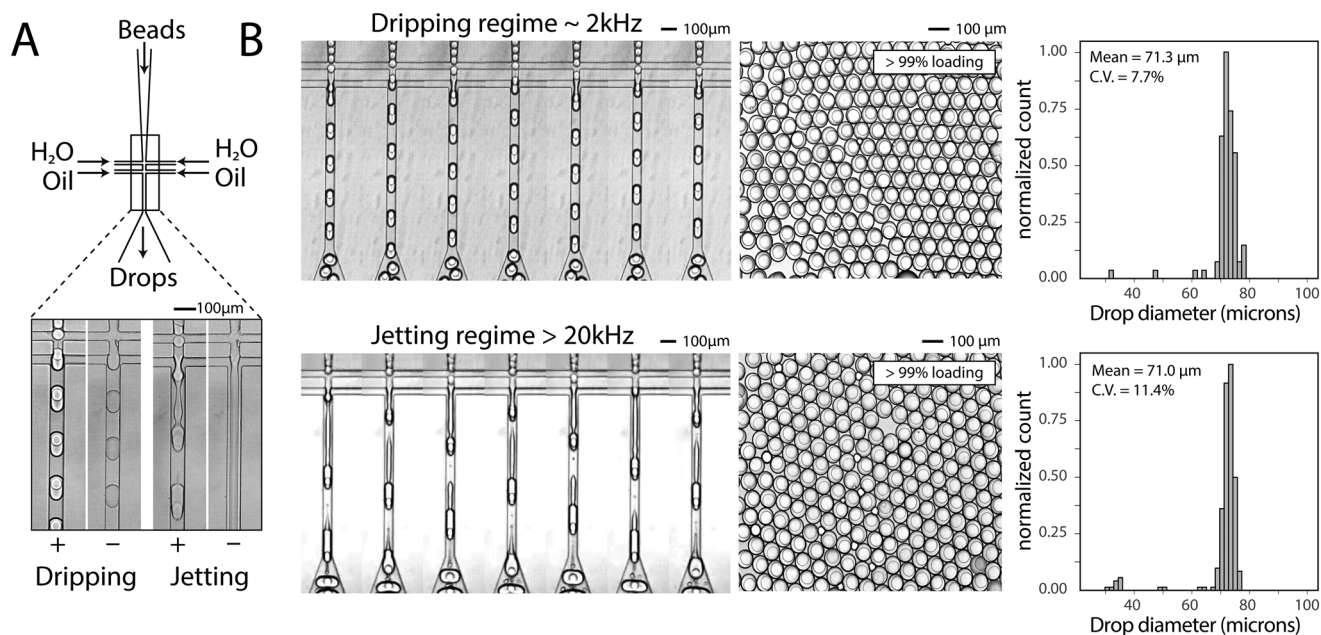 A
Beads
H₂O
H₂O
Oil
Oil
Drops
100μm
+
−
+
−
Dripping
Jetting
B
Dripping regime ~ 2kHz
100μm
100 μm
> 99% loading
Jetting regime > 20kHz
100μm
100 μm
> 99% loading
Mean = 71.3 μm
C.V. = 7.7%
normalized count
1.00
0.75
0.50
0.25
0.00
40
60
80
100
Drop diameter (microns)
Mean = 71.0 μm
C.V. = 11.4%
normalized count
1.00
0.75
0.50
0.25
0.00
40
60
80
100
Drop diameter (microns)